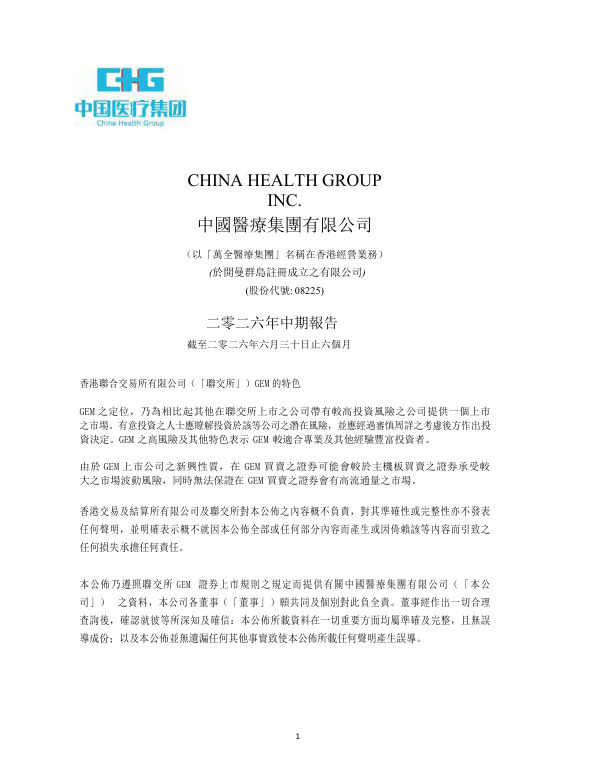 CHG
中国医疗集团
China Health Group
CHINA HEALTH GROUP
INC.
中國醫療集團有限公司
（以「萬全醫療集團」名稱在香港經營業務）
(於開曼群島註冊成立之有限公司)
(股份代號: 08225)
二零二六年中期報告
截至二零二六年六月三十日止六個月
香港聯合交易所有限公司（「聯交所」）GEM 的特色
GEM 之定位，乃為相比起其他在聯交所上市之公司帶有較高投資風險之公司提供一個上市
之市場。有意投資之人士應瞭解投資於該等公司之潛在風險，並應經過審慎周詳之考慮後方作出投
資決定。GEM 之高風險及其他特色表示 GEM 較適合專業及其他經驗豐富投資者。
由於 GEM 上市公司之新興性質，在 GEM 買賣之證券可能會較於主機板買賣之證券承受較
大之市場波動風險，同時無法保證在 GEM 買賣之證券會有高流通量之市場。
香港交易及結算所有限公司及聯交所對本公佈之內容概不負責，對其準確性或完整性亦不發表
任何聲明，並明確表示概不就因本公佈全部或任何部分內容而產生或因倚賴該等內容而引致之
任何損失承擔任何責任。
本公佈乃遵照聯交所 GEM 證券上市規則之規定而提供有關中國醫療集團有限公司（「本公
司」） 之資料，本公司各董事（「董事」）願共同及個別對此負全責。董事經作出一切合理
查詢後，確認就彼等所深知及確信：本公佈所載資料在一切重要方面均屬準確及完整，且無誤
導成份；以及本公佈並無遺漏任何其他事實致使本公佈所載任何聲明產生誤導。
1